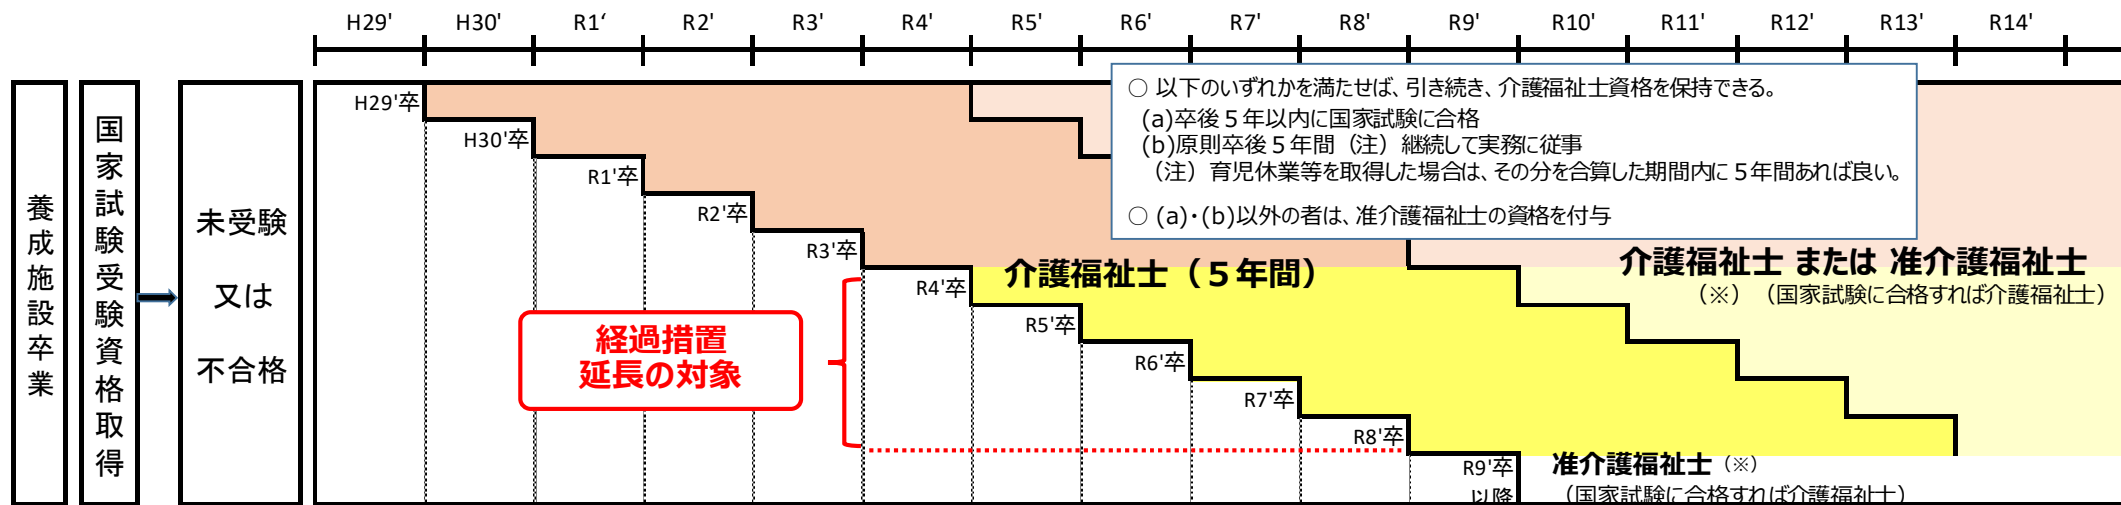 H29' H30' R1‘ R2' R3' R4' R5' R6' R7' R8' R9' R10' R11' R12' R13' R14'
養成施設卒業
国家試験受験資格取得
未受験
又は
不合格
H29'卒
H30'卒
R1'卒
R2'卒
R3'卒
R4'卒
R5'卒
R6'卒
R7'卒
R8'卒
R9'卒
以降
経過措置
延長の対象
○ 以下のいずれかを満たせば、引き続き、介護福祉士資格を保持できる。
(a)卒後５年以内に国家試験に合格
(b)原則卒後５年間（注）継続して実務に従事
（注）育児休業等を取得した場合は、その分を合算した期間内に５年間あれば良い。
○ (a)・(b)以外の者は、准介護福祉士の資格を付与
介護福祉士（５年間）
介護福祉士 または 准介護福祉士
（※）（国家試験に合格すれば介護福祉士）
准介護福祉士（※）
（国家試験に合格すれば介護福祉士）